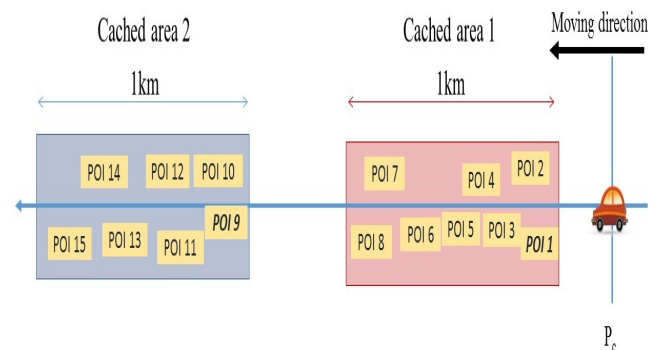 Cached area 2
Cached area 1
Moving direction
1km
1km
POI 14
POI 12
POI 10
POI 9
POI 15
POI 13
POI 11
POI 7
POI 4
POI 2
POI 8
POI 6
POI 5
POI 3
POI 1
Pc